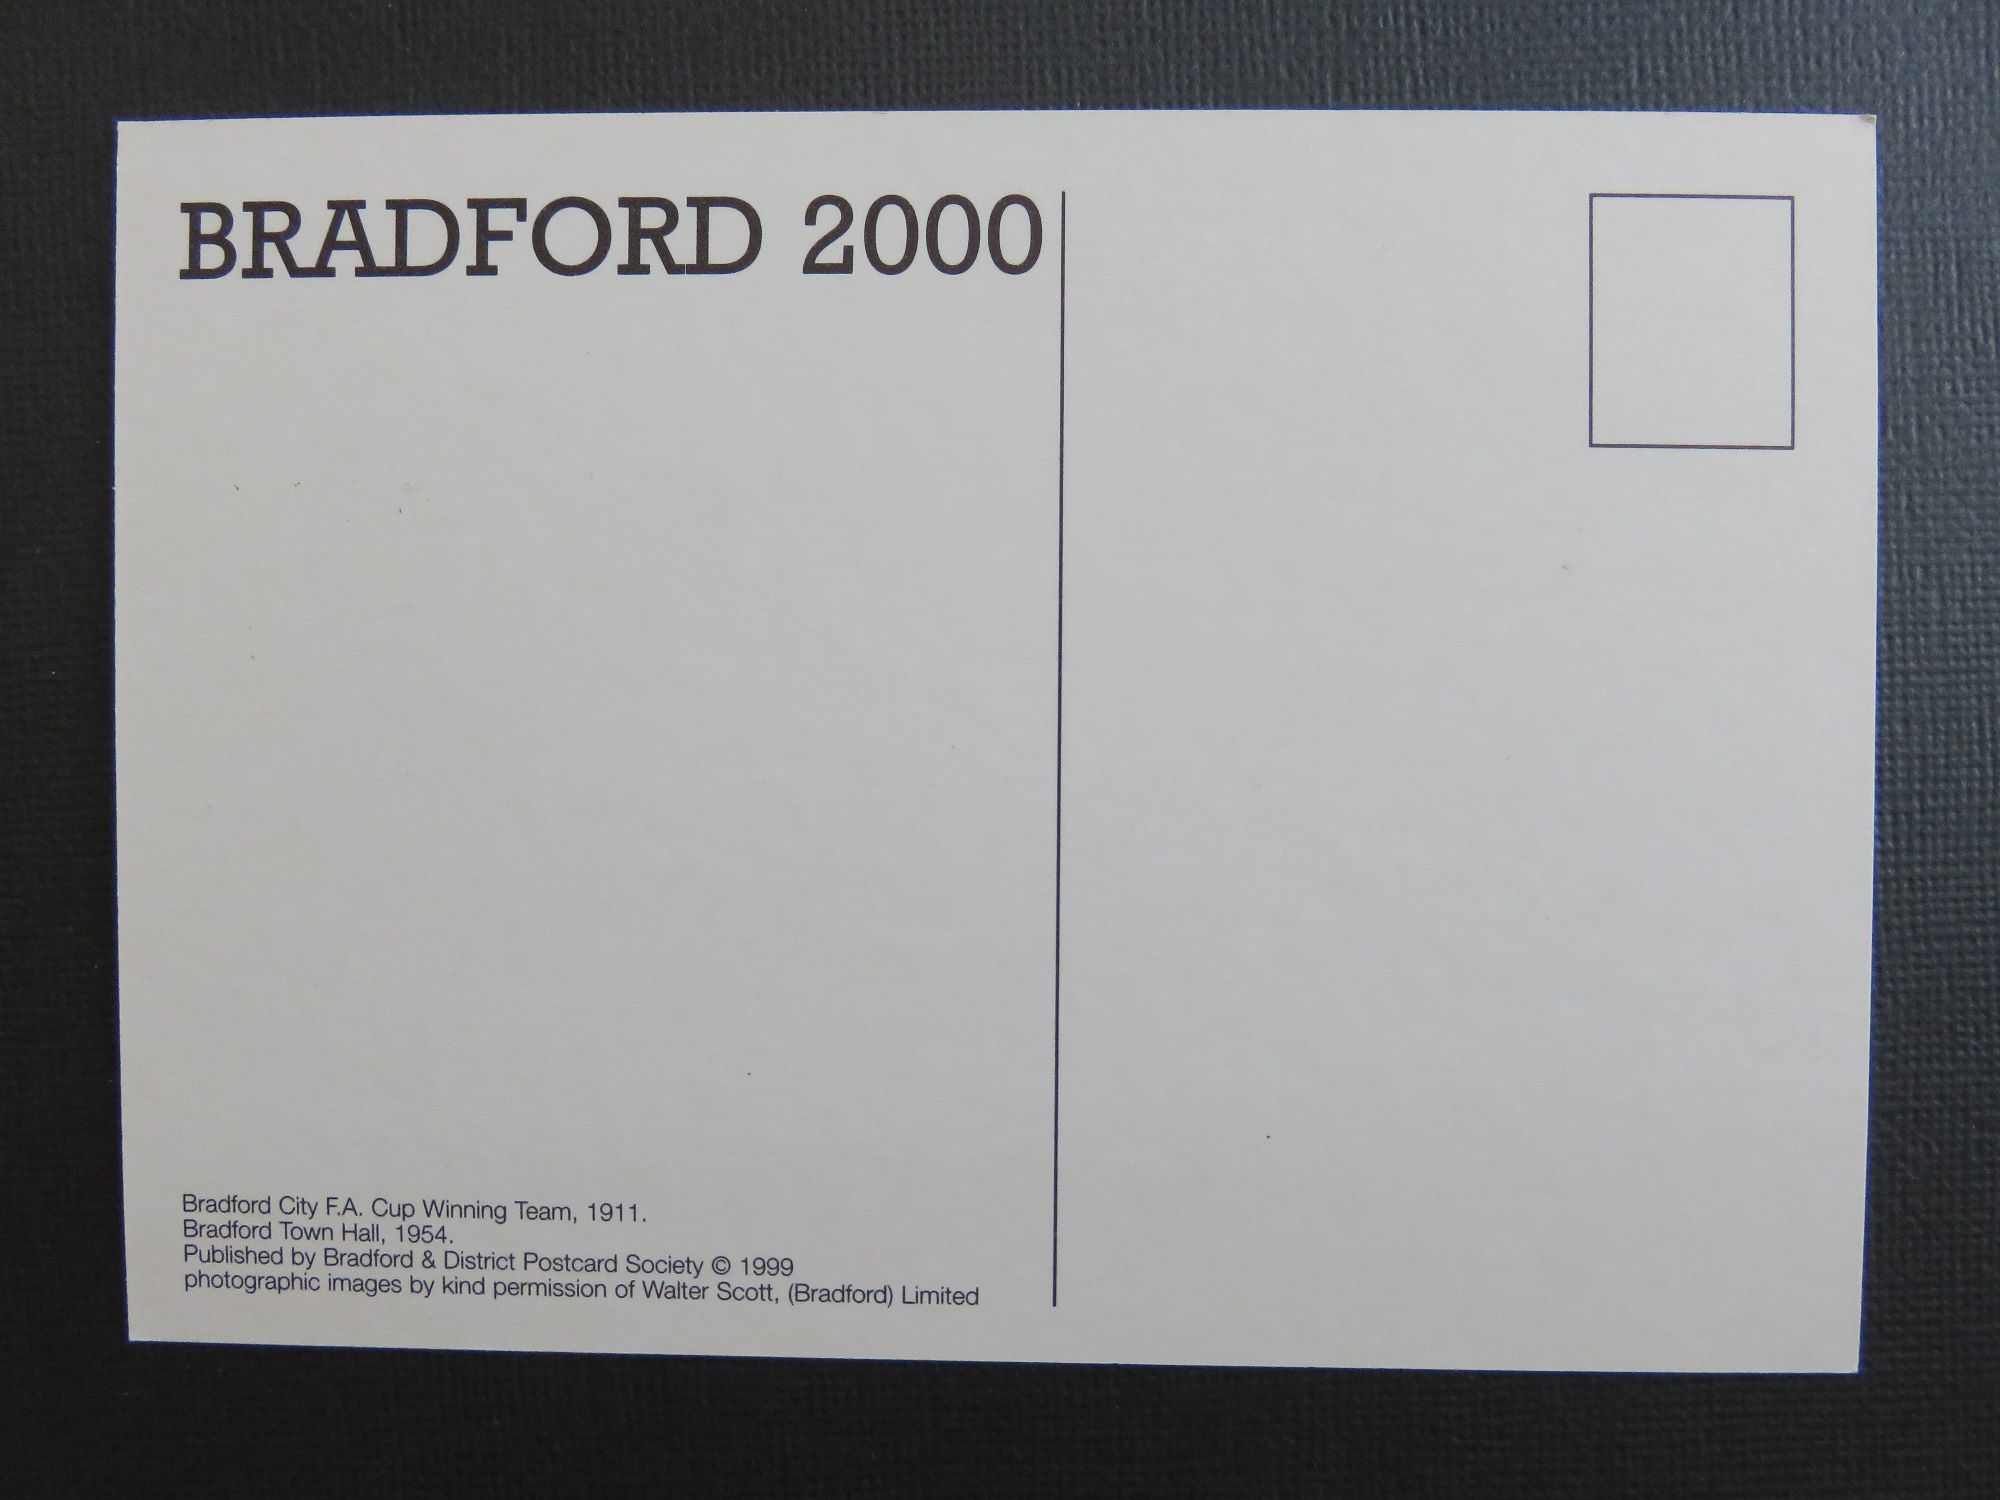 BRADFORD 2000
Bradford City F.A. Cup Winning Team, 1911.
Bradford Town Hall, 1954.
Published by Bradford & District Postcard Society © 1999
photographic images by kind permission of Walter Scott, (Bradford) Limited